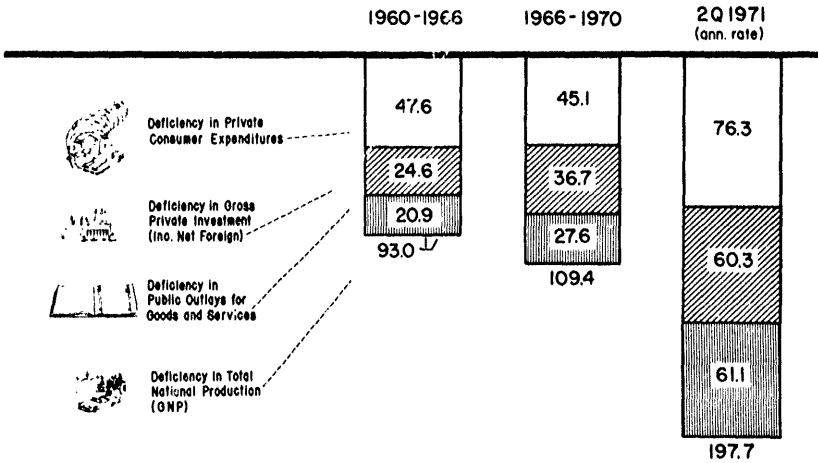 1960-1966 1966-1970 2Q 1971
(ann. rate)
Deficiency in Private
Consumer Expenditures
47.6 45.1 76.3
Deficiency in Gross
Private Investment
(Inc. Net Foreign)
24.6 36.7 60.3
Deficiency in
Public Outlays for
Goods and Services
20.9 27.6 61.1
Deficiency in Total
National Production
(GNP)
93.0 1/ 109.4 197.7